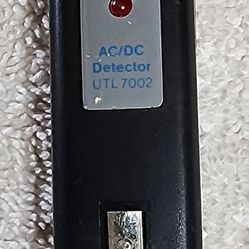 AC/DC
Detector
UTL 7002